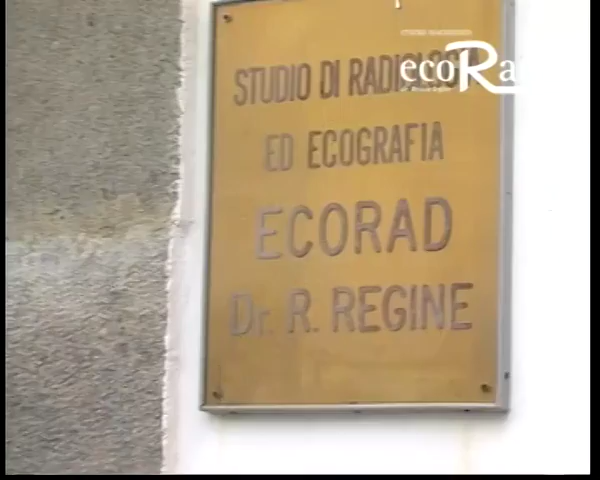 ecoRa
STUDIO DI RADIOLOGIA
ED ECOGRAFIA
ECORAD
Dr. R. REGINE